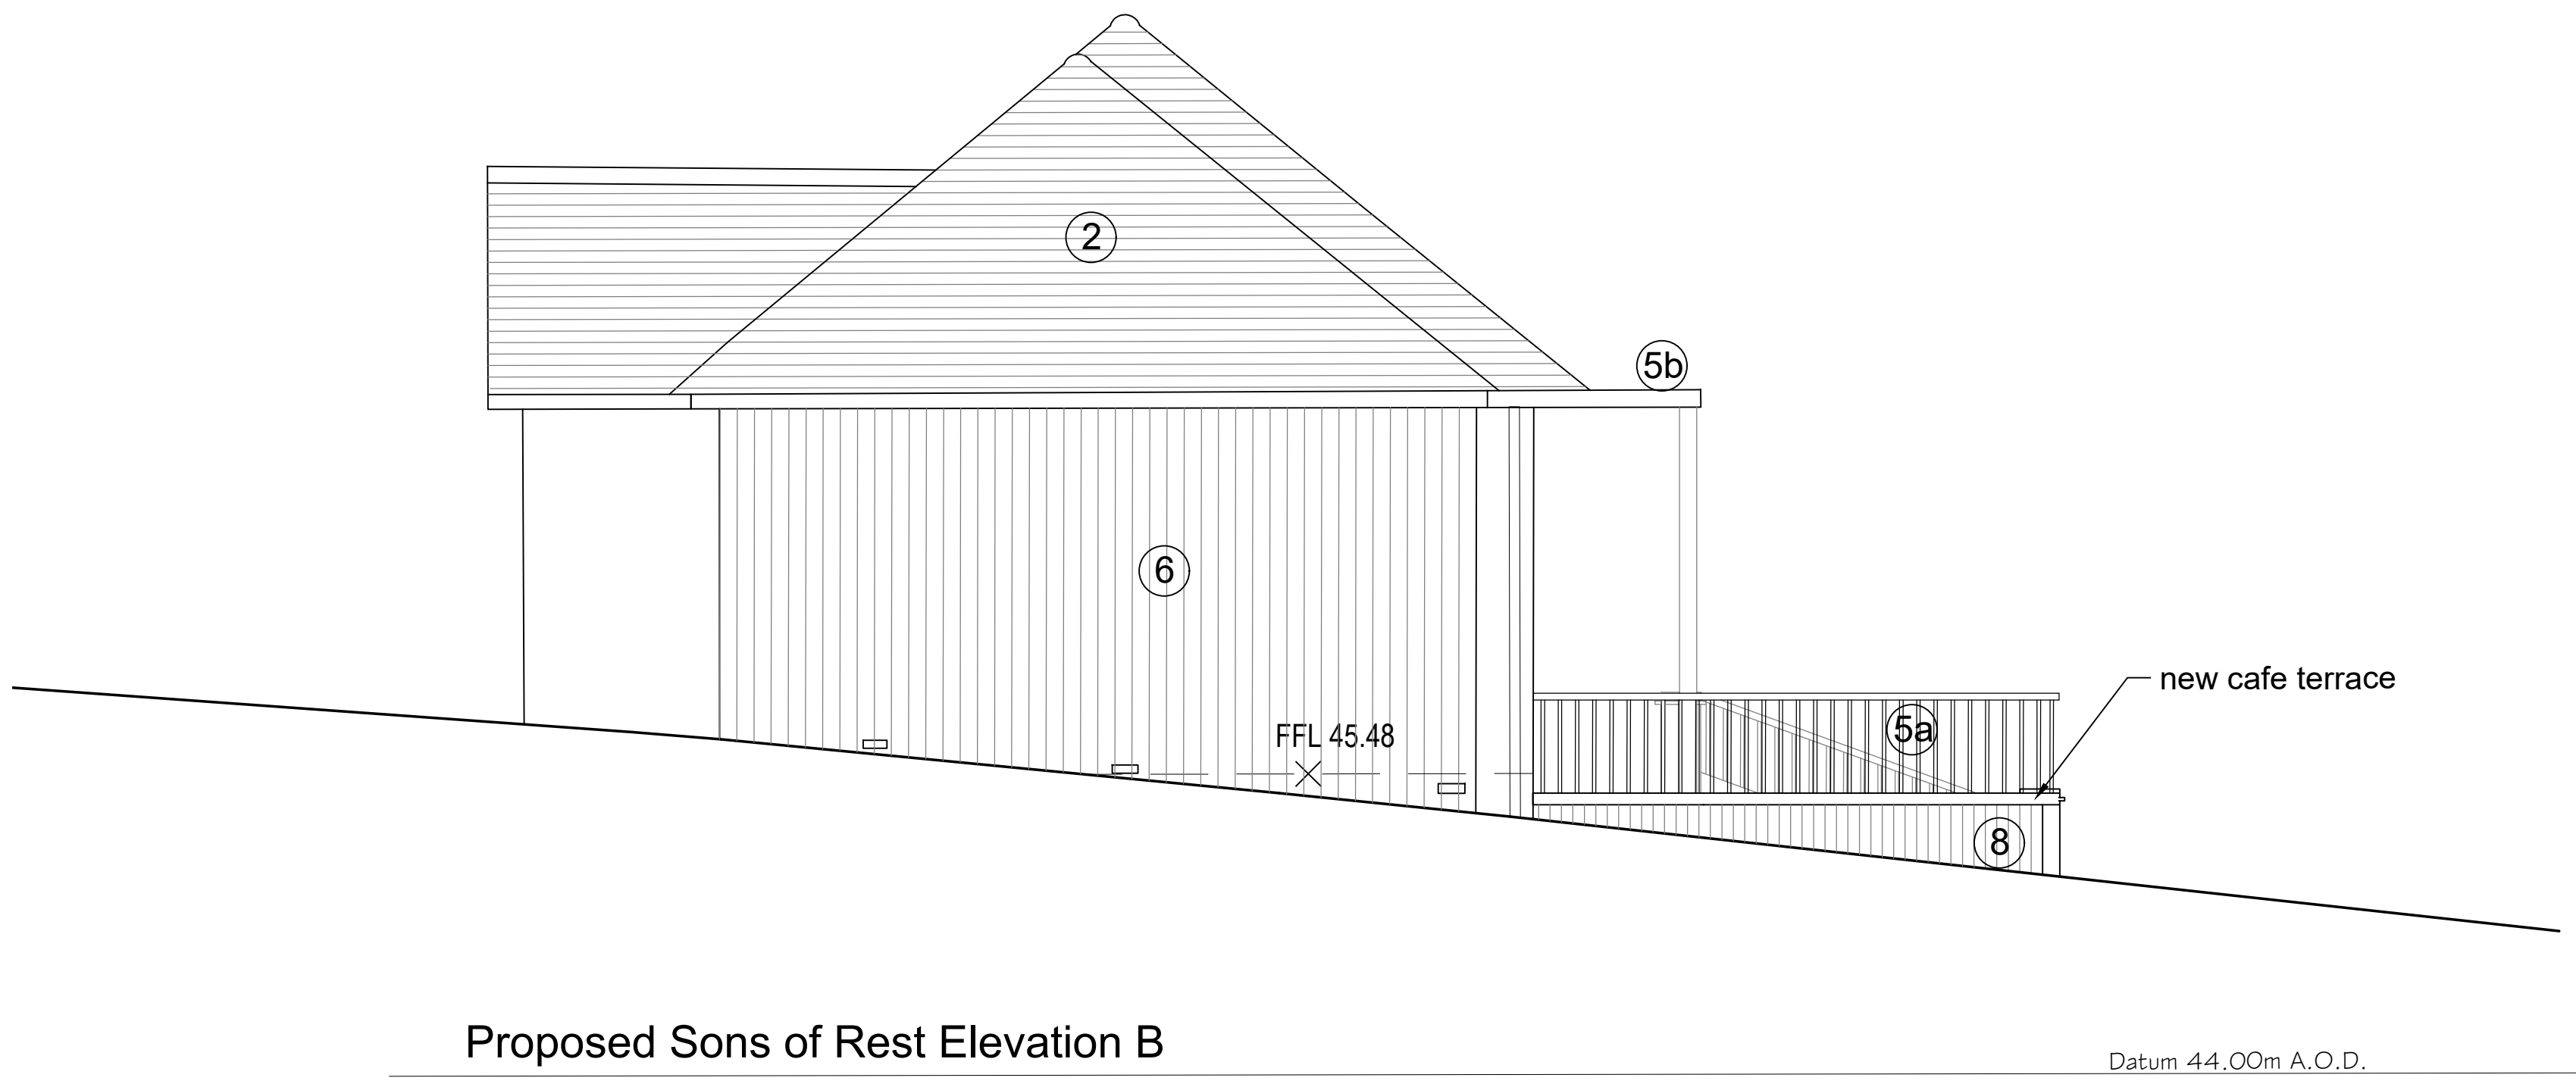 2
5b
6
new cafe terrace
FFL 45.48
5a
8
Proposed Sons of Rest Elevation B
Datum 44.00m A.O.D.